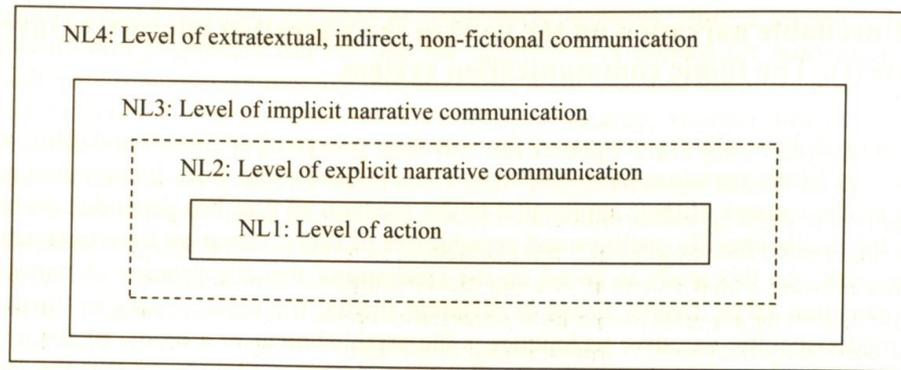 NL4: Level of extratextual, indirect, non-fictional communication
NL3: Level of implicit narrative communication
NL2: Level of explicit narrative communication
NL1: Level of action